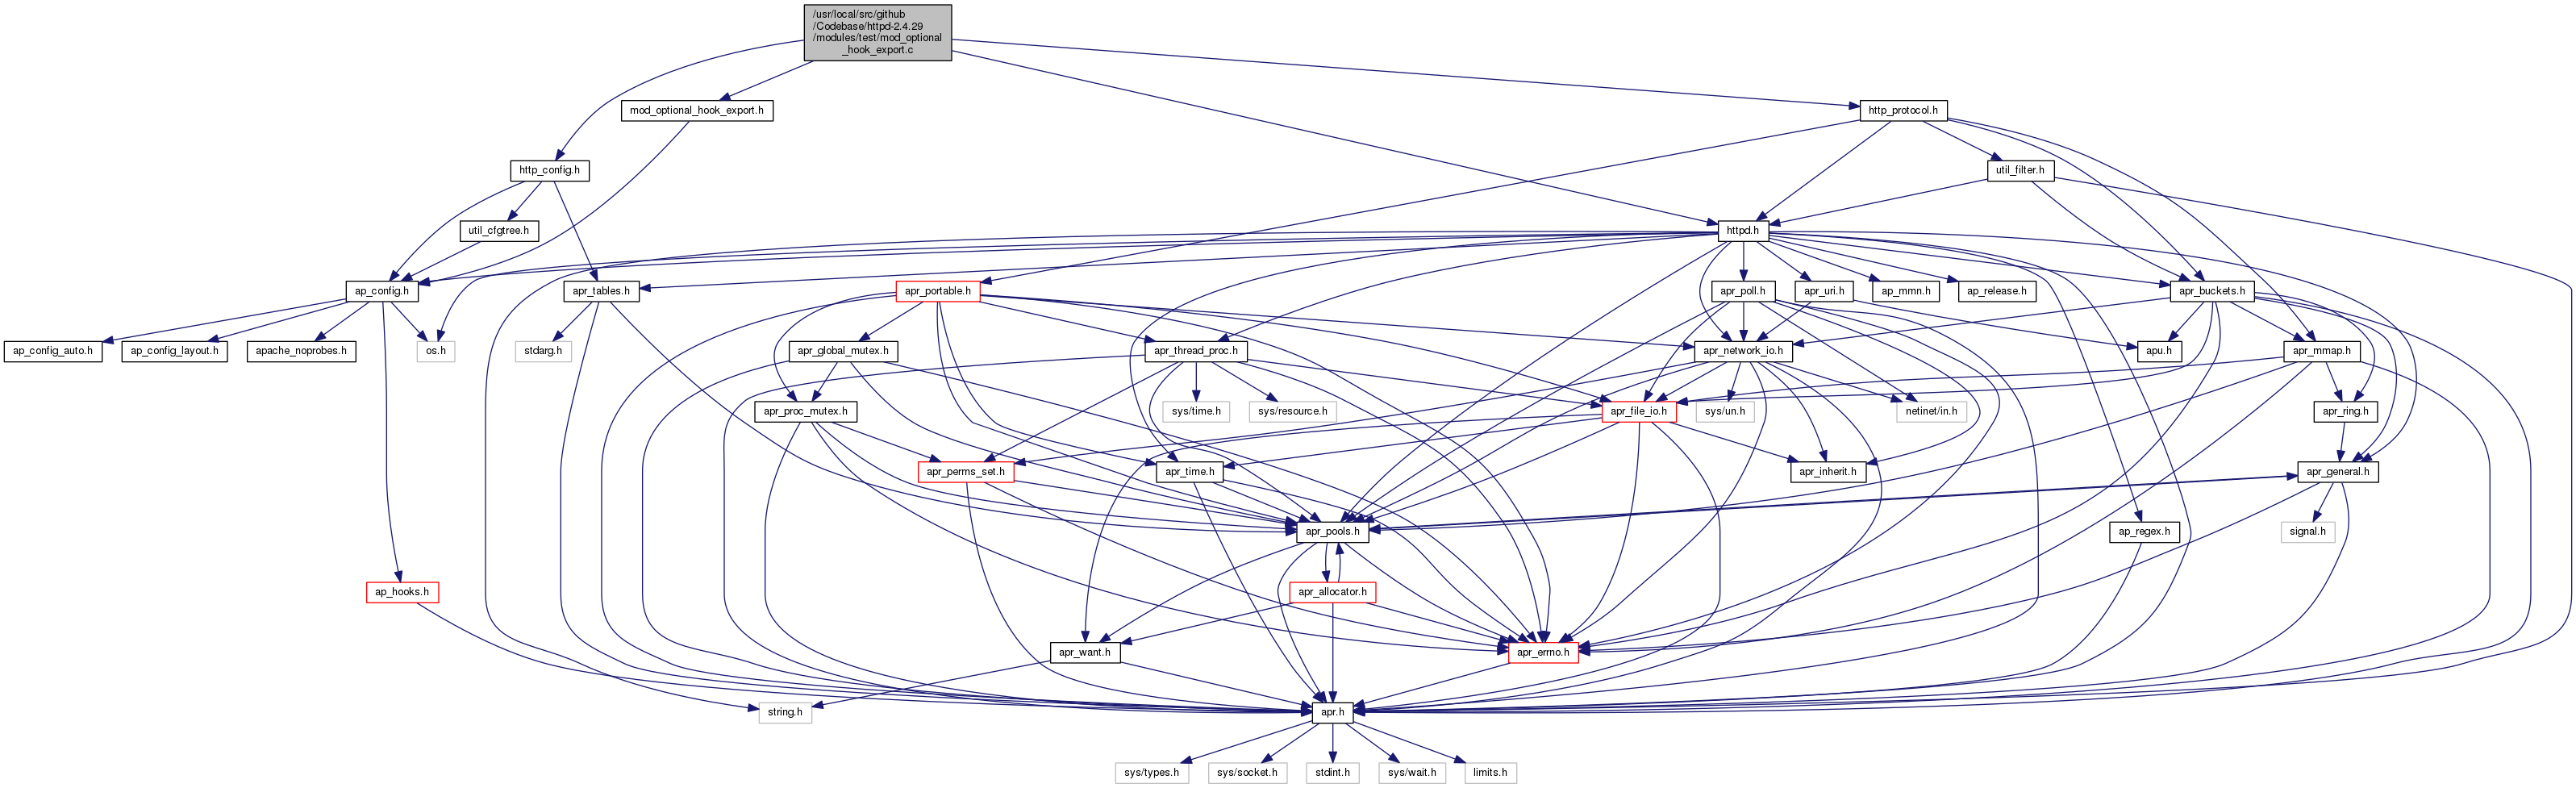 /usr/local/src/github
/Codebase/httpd-2.4.29
/modules/test/mod_optional
_hook_export.c
mod_optional_hook_export.h
http_protocol.h
http_config.h
util_filter.h
util_cfgtree.h
httpd.h
ap_config.h
apr_tables.h
apr_portable.h
apr_poll.h
apr_uri.h
ap_mmn.h
ap_release.h
apr_buckets.h
ap_config_auto.h
ap_config_layout.h
apache_noprobes.h
os.h
stdarg.h
apr_global_mutex.h
apr_thread_proc.h
apr_network_io.h
apu.h
apr_mmap.h
apr_proc_mutex.h
sys/time.h
sys/resource.h
apr_file_io.h
sys/un.h
netinet/in.h
apr_ring.h
apr_perms_set.h
apr_time.h
apr_inherit.h
apr_general.h
apr_pools.h
ap_regex.h
signal.h
ap_hooks.h
apr_allocator.h
apr_want.h
apr_errno.h
string.h
apr.h
sys/types.h
sys/socket.h
stdint.h
sys/wait.h
limits.h